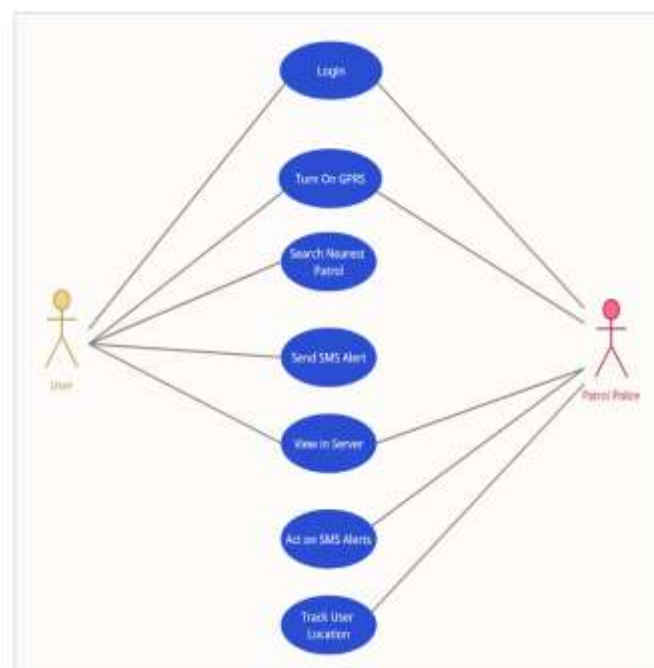 Login
Turn On GPRS
Search Nearest
Patrol
Send SMS Alert
User
Patrol Police
View in Server
Act on SMS Alerts
Track User
Location